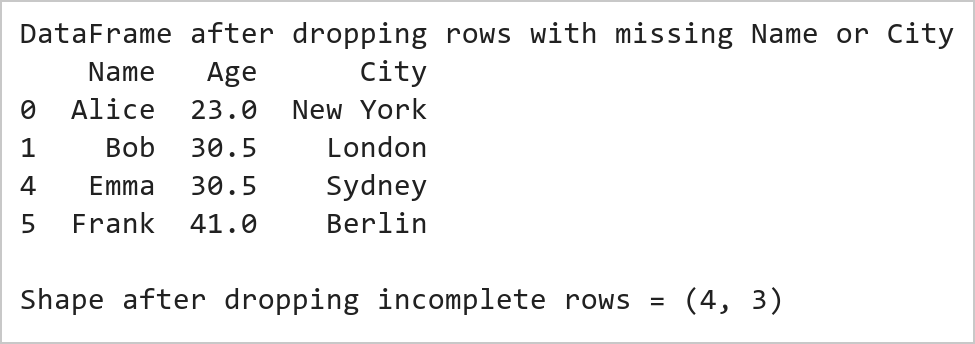 DataFrame after dropping rows with missing Name or City
    Name   Age      City
0  Alice  23.0  New York
1    Bob  30.5    London
4   Emma  30.5    Sydney
5  Frank  41.0    Berlin

Shape after dropping incomplete rows = (4, 3)